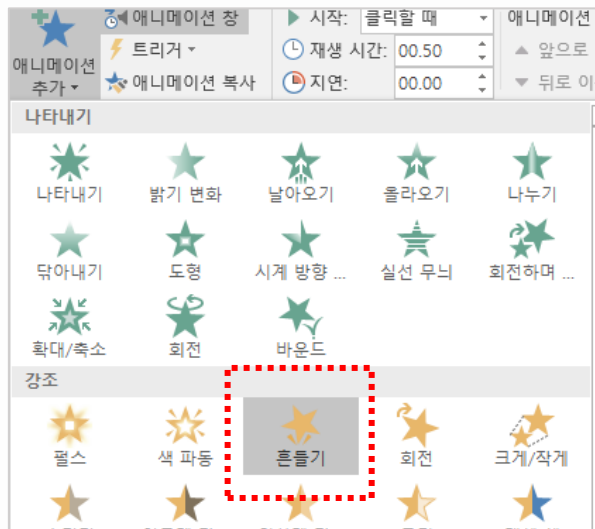 애니메이션 창
시작: 클릭할 때
애니메이션
트리거
재생 시간: 00.50
앞으로
애니메이션 추가
애니메이션 복사
지연: 00.00
뒤로 이
나타내기
나타내기 밝기 변화 날아오기 올라오기 나누기
닦아내기 도형 시계 방향 ... 실선 무늬 회전하며 ...
확대/축소 회전 바운드
강조
펄스 색 파동 흔들기 회전 크게/작게